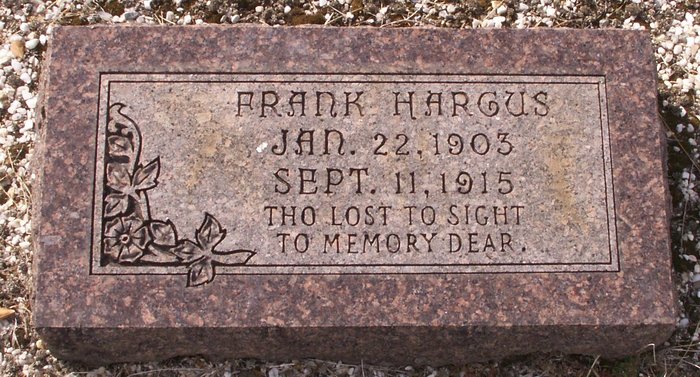 FRANK HARGUS
JAN. 22, 1903
SEPT. 11, 1915
THO LOST TO SIGHT
TO MEMORY DEAR.